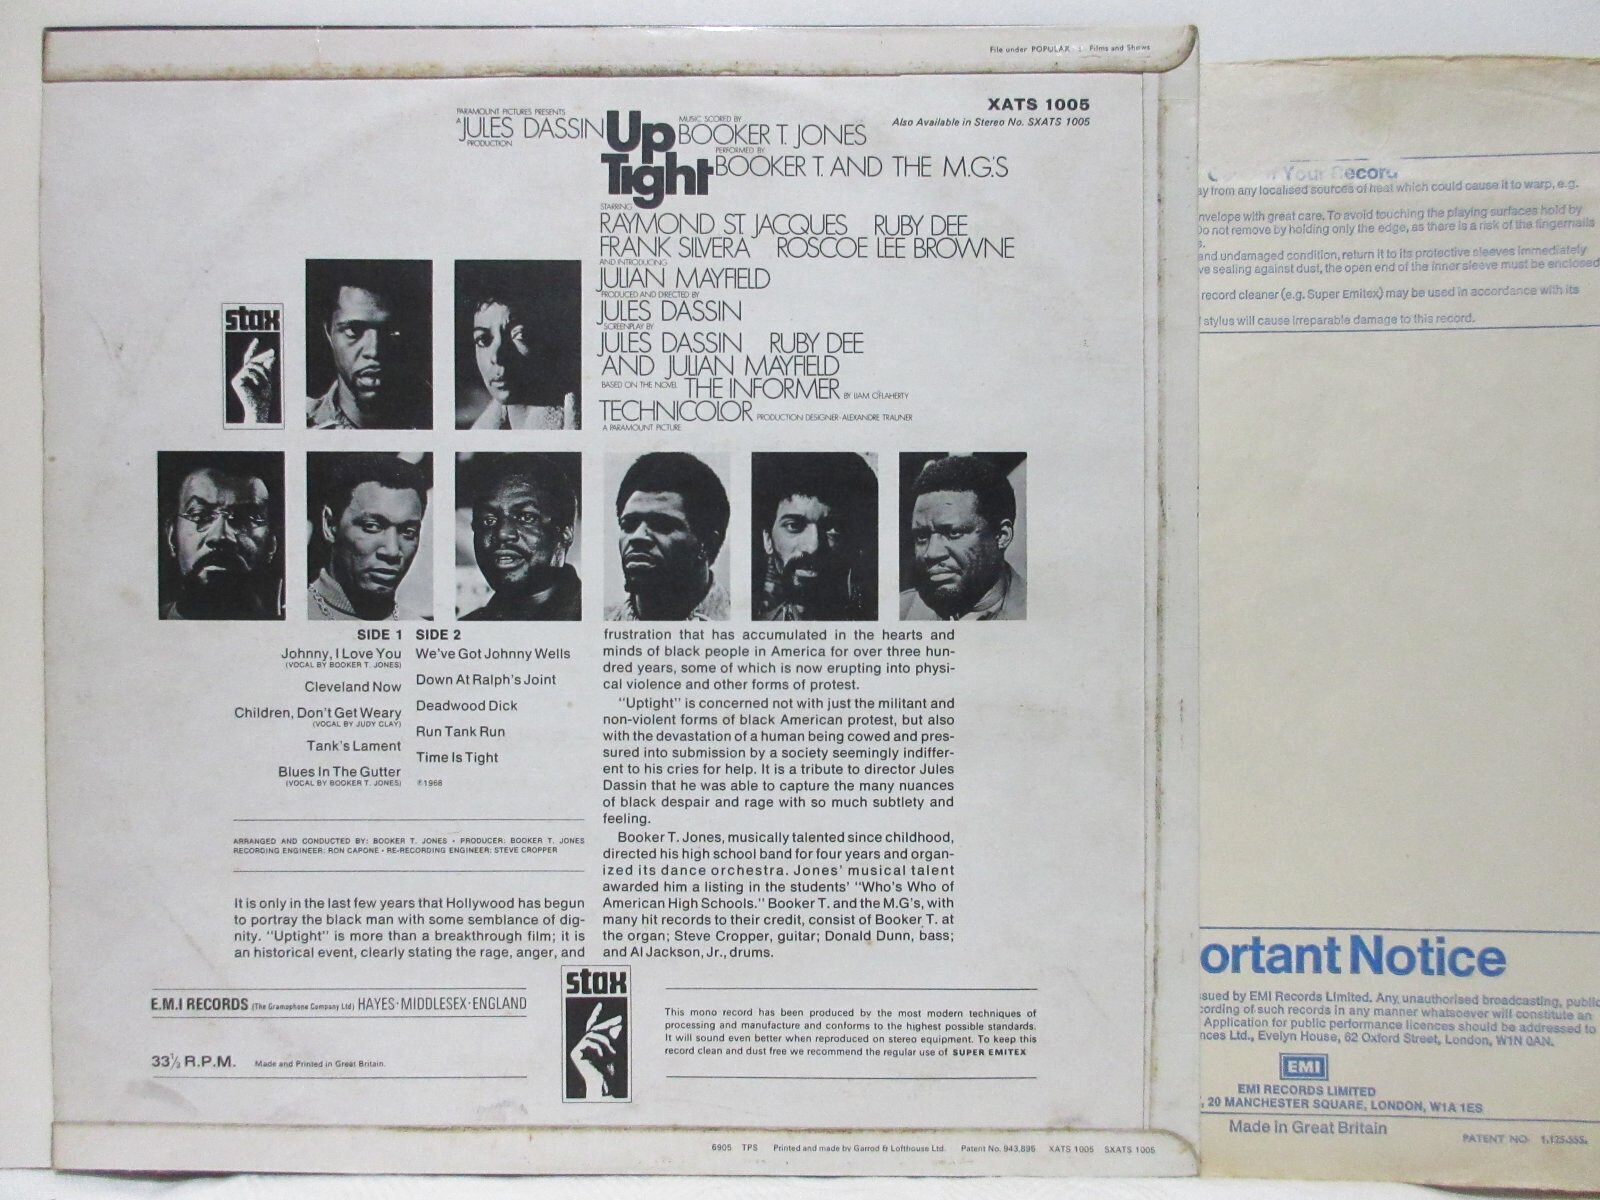 File under POPULAR : Films and Shows
XATS 1005
Also Available in Stereo No. SXATS 1005
PARAMOUNT PICTURES PRESENTS
A JULES DASSIN PRODUCTION
Up Tight
MUSIC SCORED BY
BOOKER T. JONES
PERFORMED BY
BOOKER T. AND THE M.G.'S
STARRING
RAYMOND ST. JACQUES RUBY DEE
FRANK SILVERA ROSCOE LEE BROWNE
AND INTRODUCING
JULIAN MAYFIELD
PRODUCED AND DIRECTED BY
JULES DASSIN
SCREENPLAY BY
JULES DASSIN RUBY DEE
AND JULIAN MAYFIELD
BASED ON THE NOVEL THE INFORMER BY LIAM O'FLAHERTY
TECHNICOLOR PRODUCTION DESIGNER-ALEXANDRE TRAUNER
A PARAMOUNT PICTURE
stax
SIDE 1
Johnny, I Love You
(VOCAL BY BOOKER T. JONES)
Cleveland Now
Children, Don't Get Weary
(VOCAL BY JUDY CLAY)
Tank's Lament
Blues In The Gutter
(VOCAL BY BOOKER T. JONES)
SIDE 2
We've Got Johnny Wells
Down At Ralph's Joint
Deadwood Dick
Run Tank Run
Time Is Tight
℗1968
ARRANGED AND CONDUCTED BY: BOOKER T. JONES • PRODUCER: BOOKER T. JONES
RECORDING ENGINEER: RON CAPONE • RE-RECORDING ENGINEER: STEVE CROPPER
It is only in the last few years that Hollywood has begun
to portray the black man with some semblance of dig-
nity. "Uptight" is more than a breakthrough film; it is
an historical event, clearly stating the rage, anger, and
frustration that has accumulated in the hearts and
minds of black people in America for over three hun-
dred years, some of which is now erupting into physi-
cal violence and other forms of protest.
"Uptight" is concerned not with just the militant and
non-violent forms of black American protest, but also
with the devastation of a human being cowed and pres-
sured into submission by a society seemingly indiffer-
ent to his cries for help. It is a tribute to director Jules
Dassin that he was able to capture the many nuances
of black despair and rage with so much subtlety and
feeling.
Booker T. Jones, musically talented since childhood,
directed his high school band for four years and organ-
ized its dance orchestra. Jones' musical talent
awarded him a listing in the students' "Who's Who of
American High Schools." Booker T. and the M.G's, with
many hit records to their credit, consist of Booker T. at
the organ; Steve Cropper, guitar; Donald Dunn, bass;
and Al Jackson, Jr., drums.
E.M.I RECORDS (The Gramophone Company Ltd) HAYES·MIDDLESEX·ENGLAND
33⅓ R.P.M. Made and Printed in Great Britain.
stax
This mono record has been produced by the most modern techniques of
processing and manufacture and conforms to the highest possible standards.
It will sound even better when reproduced on stereo equipment. To keep this
record clean and dust free we recommend the regular use of SUPER EMITEX
6905 TPS Printed and made by Garrod & Lofthouse Ltd. Patent No. 943,895 XATS 1005 SXATS 1005
Your Record
from any localised sources of heat which could cause it to warp, e.g.
nvelope with great care. To avoid touching the playing surfaces hold by
Do not remove by holding only the edge, as there is a risk of the fingernails
s.
and undamaged condition, return it to its protective sleeves immediately
ve sealing against dust, the open end of the inner sleeve must be enclosed
record cleaner (e.g. Super Emitex) may be used in accordance with its
stylus will cause irreparable damage to this record.
ortant Notice
sued by EMI Records Limited. Any unauthorised broadcasting, public
cording of such records in any manner whatsoever will constitute an
Application for public performance licences should be addressed to
nces Ltd., Evelyn House, 62 Oxford Street, London, W1N 0AN.
EMI
EMI RECORDS LIMITED
, 20 MANCHESTER SQUARE, LONDON, W1A 1ES
Made in Great Britain
PATENT NO. 1,125,555.